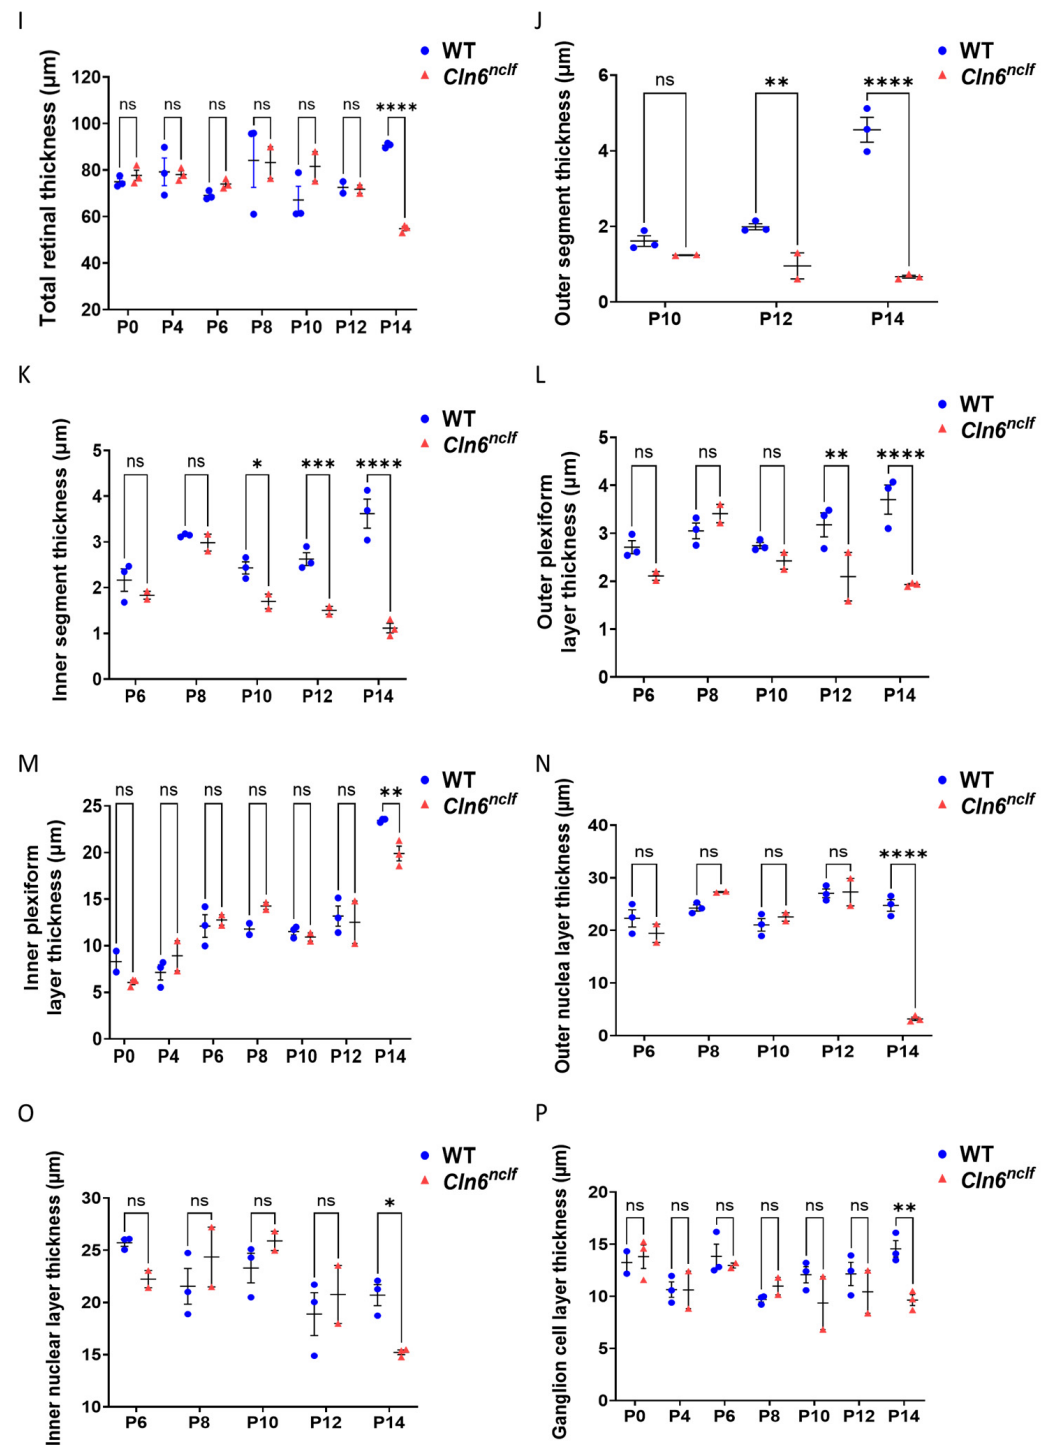 I
WT
Cln6nclf
Total retinal thickness (μm)
120
100
80
60
40
20
ns ns ns ns ns ns ****
P0 P4 P6 P8 P10 P12 P14
J
WT
Cln6nclf
Outer segment thickness (μm)
6
4
2
0
ns ** ****
P10 P12 P14
K
WT
Cln6nclf
Inner segment thickness (μm)
5
4
3
2
1
0
ns ns * *** ****
P6 P8 P10 P12 P14
L
WT
Cln6nclf
Outer plexiform
layer thickness (μm)
5
4
3
2
1
0
ns ns ns ** ****
P6 P8 P10 P12 P14
M
WT
Cln6nclf
Inner plexiform
layer thickness (μm)
25
20
15
10
5
0
ns ns ns ns ns ns **
P0 P4 P6 P8 P10 P12 P14
N
WT
Cln6nclf
Outer nuclea layer thickness (μm)
40
30
20
10
0
ns ns ns ns ****
P6 P8 P10 P12 P14
O
WT
Cln6nclf
Inner nuclear layer thickness (μm)
30
25
20
15
10
ns ns ns ns *
P6 P8 P10 P12 P14
P
WT
Cln6nclf
Ganglion cell layer thickness (μm)
20
15
10
5
0
ns ns ns ns ns ns **
P0 P4 P6 P8 P10 P12 P14